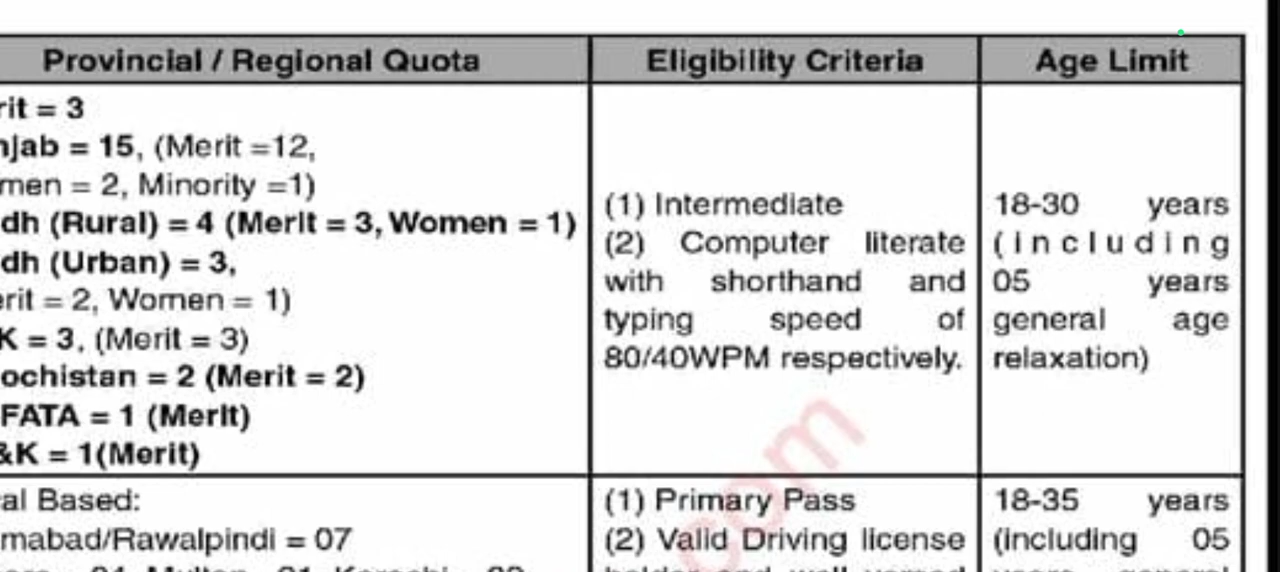 Provincial / Regional Quota
Eligibility Criteria
Age Limit
rit = 3
njab = 15, (Merit =12,
men = 2, Minority =1)
dh (Rural) = 4 (Merit = 3, Women = 1)
dh (Urban) = 3,
erit = 2, Women = 1)
K = 3, (Merit = 3)
ochistan = 2 (Merit = 2)
FATA = 1 (Merit)
&K = 1(Merit)
(1) Intermediate
(2) Computer literate
with shorthand and
typing speed of
80/40WPM respectively.
18-30 years
(including
05 years
general age
relaxation)
al Based:
mabad/Rawalpindi = 07
(1) Primary Pass
(2) Valid Driving license
18-35 years
(including 05
com